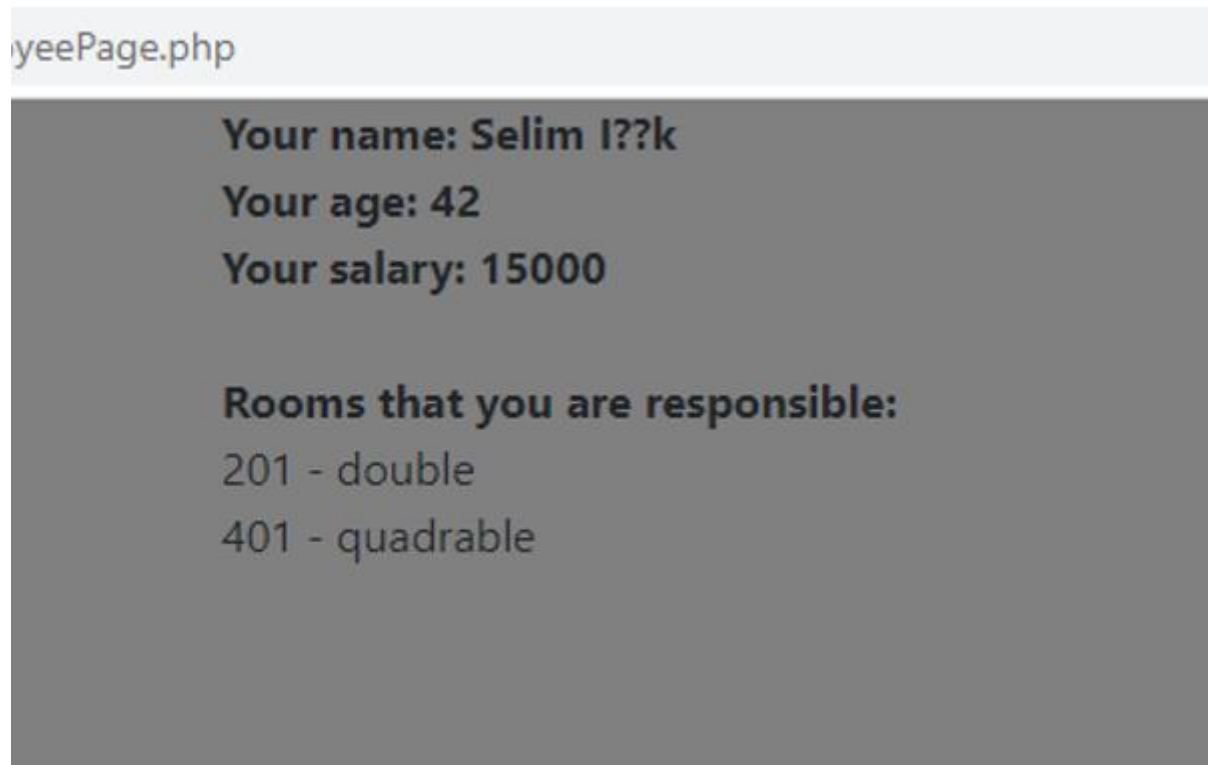 yeePage.php
Your name: Selim I??k
Your age: 42
Your salary: 15000
Rooms that you are responsible:
201 - double
401 - quadrable